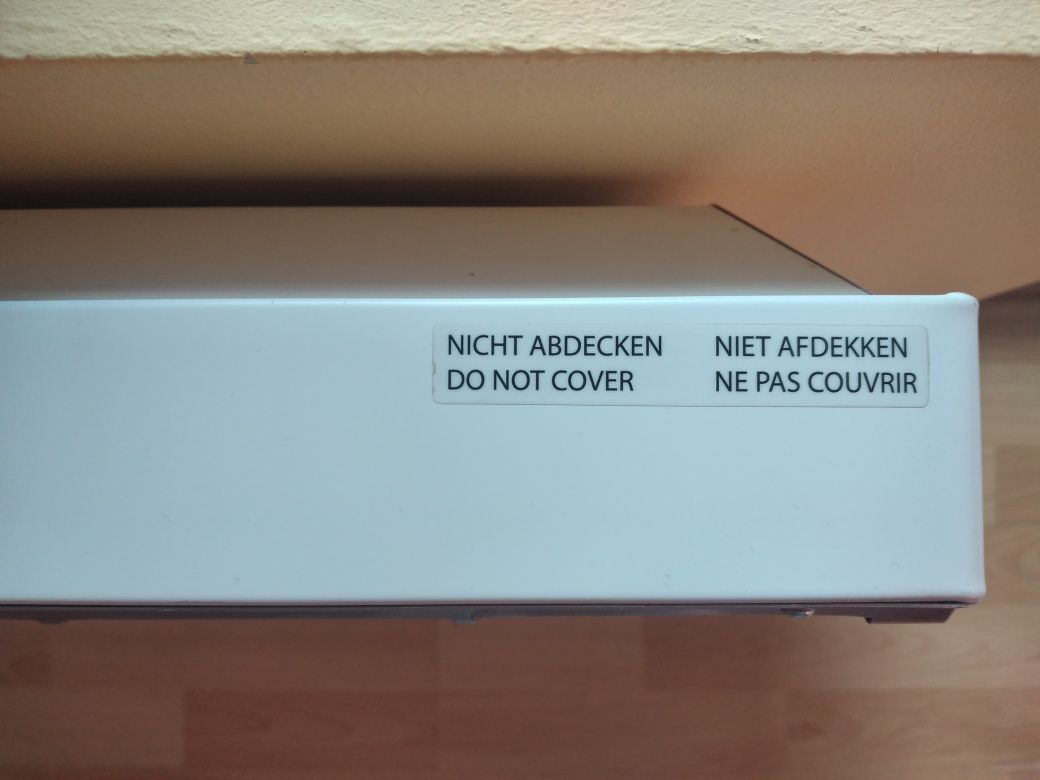 NICHT ABDECKEN
DO NOT COVER
NIET AFDEKKEN
NE PAS COUVRIR